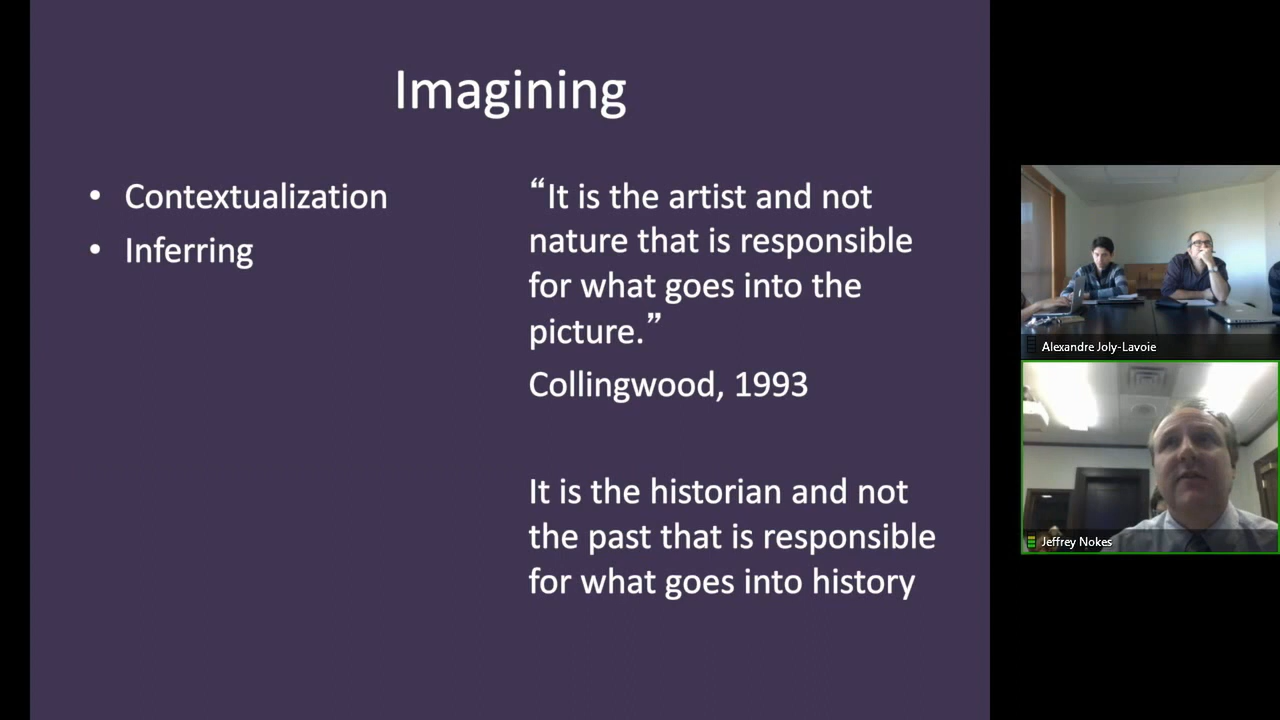 Imagining
• Contextualization
• Inferring
“It is the artist and not
nature that is responsible
for what goes into the
picture.”
Collingwood, 1993
It is the historian and not
the past that is responsible
for what goes into history
Alexandre Joly-Lavoie
Jeffrey Nokes